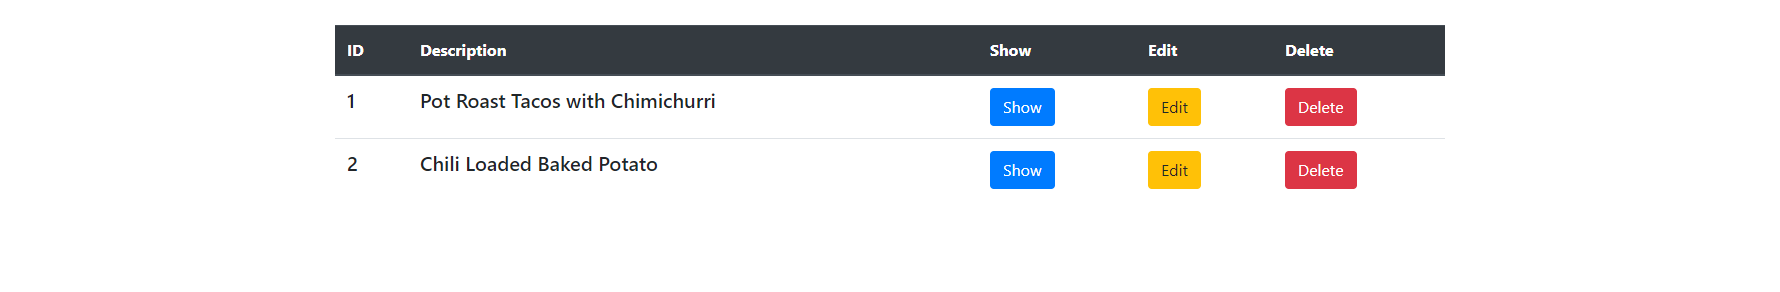 ID Description Show Edit Delete
1 Pot Roast Tacos with Chimichurri Show Edit Delete
2 Chili Loaded Baked Potato Show Edit Delete